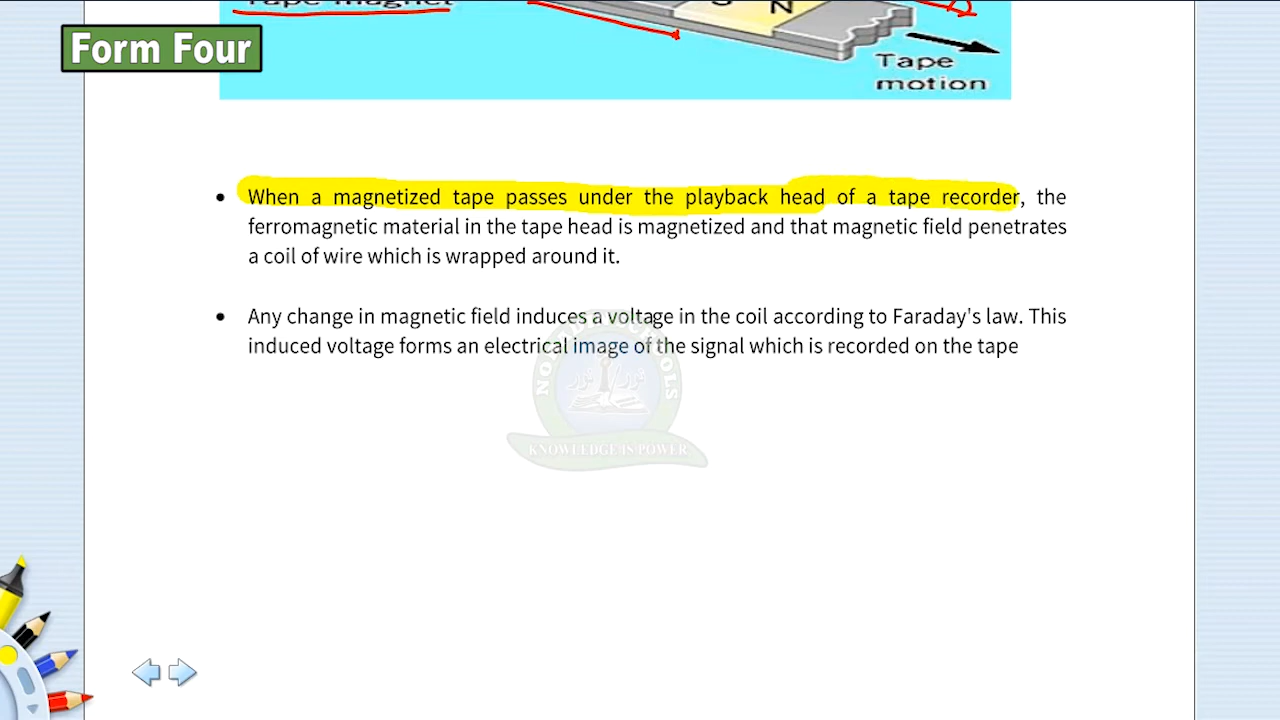 Tape magnet
S N
Form Four
Tape
motion
• When a magnetized tape passes under the playback head of a tape recorder, the
ferromagnetic material in the tape head is magnetized and that magnetic field penetrates
a coil of wire which is wrapped around it.
• Any change in magnetic field induces a voltage in the coil according to Faraday's law. This
induced voltage forms an electrical image of the signal which is recorded on the tape
KNOWLEDGE IS POWER